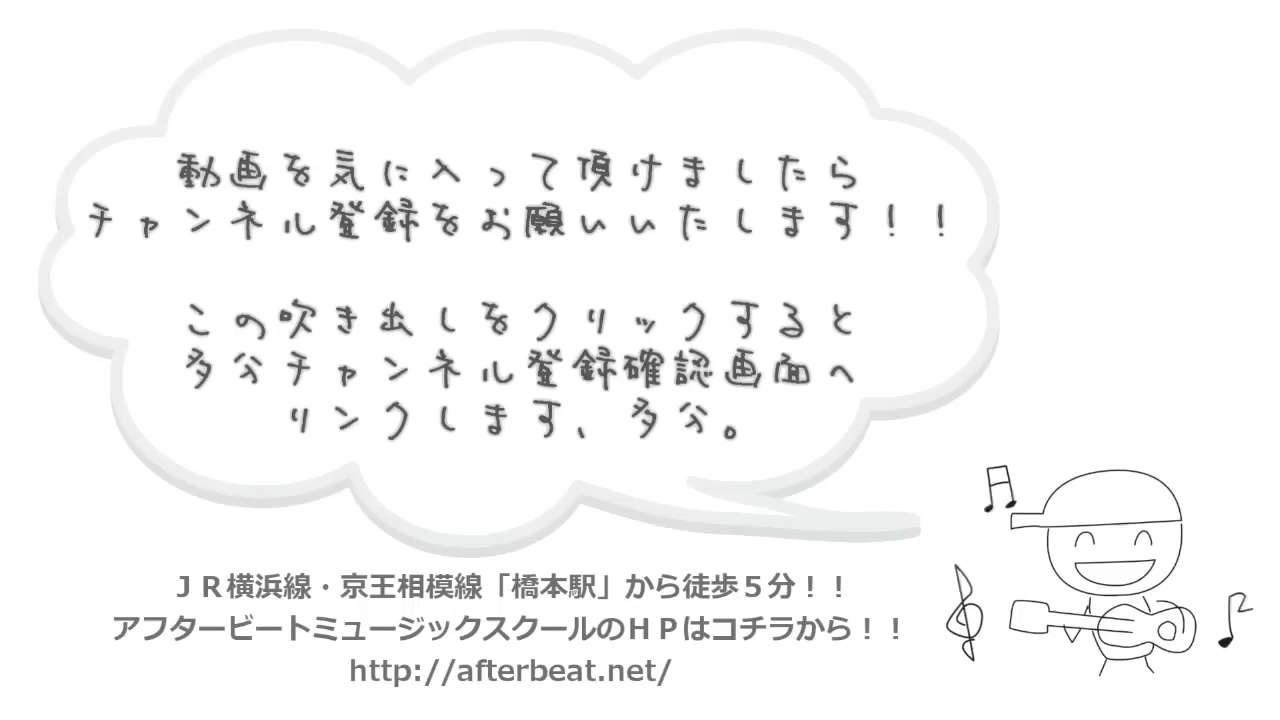 動画を気に入って頂けましたら
チャンネル登録をお願いいたします！！
この吹き出しをクリックすると
多分チャンネル登録確認画面へ
リンクします、多分。
ＪＲ横浜線・京王相模線「橋本駅」から徒歩５分！！
アフタービートミュージックスクールのＨＰはコチラから！！
http://afterbeat.net/